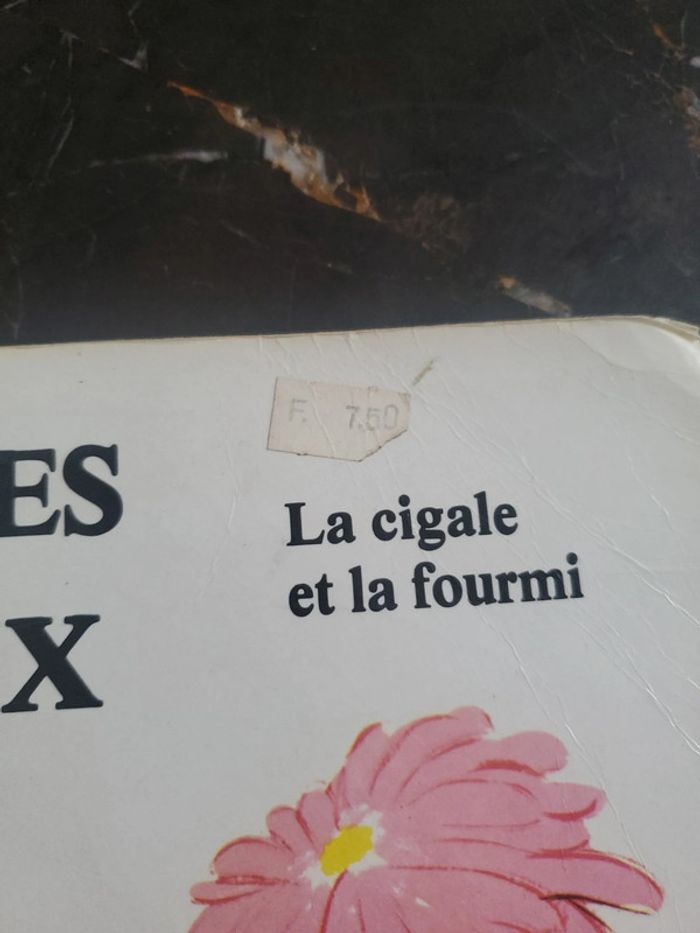 F. 7.50
ES
La cigale
et la fourmi
X